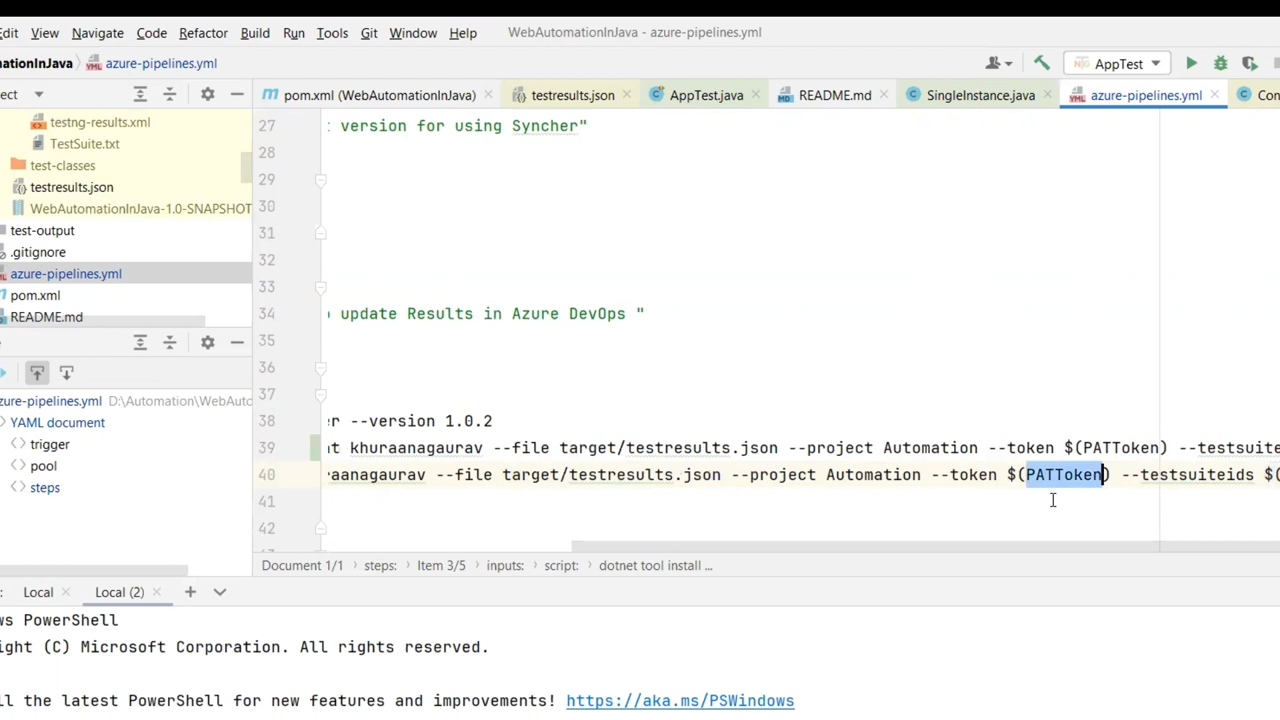 Edit View Navigate Code Refactor Build Run Tools Git Window Help WebAutomationInJava - azure-pipelines.yml
mationInJava azure-pipelines.yml AppTest
ect pom.xml (WebAutomationInJava) testresults.json AppTest.java README.md SingleInstance.java azure-pipelines.yml Con
testng-results.xml
TestSuite.txt
test-classes
testresults.json
WebAutomationInJava-1.0-SNAPSHOT
test-output
.gitignore
azure-pipelines.yml
pom.xml
README.md
ure-pipelines.yml D:\Automation\WebAuto
YAML document
trigger
pool
steps
27 version for using Syncher"
28
29
30
31
32
33
34 update Results in Azure DevOps "
35
36
37
38 er --version 1.0.2
39 nt khuraanagaurav --file target/testresults.json --project Automation --token $(PATToken) --testsuite
40 raanagaurav --file target/testresults.json --project Automation --token $(PATToken) --testsuiteids $(
41
42
Document 1/1 steps: Item 3/5 inputs: script: dotnet tool install ...
: Local Local (2)
ws PowerShell
ight (C) Microsoft Corporation. All rights reserved.
ll the latest PowerShell for new features and improvements! https://aka.ms/PSWindows